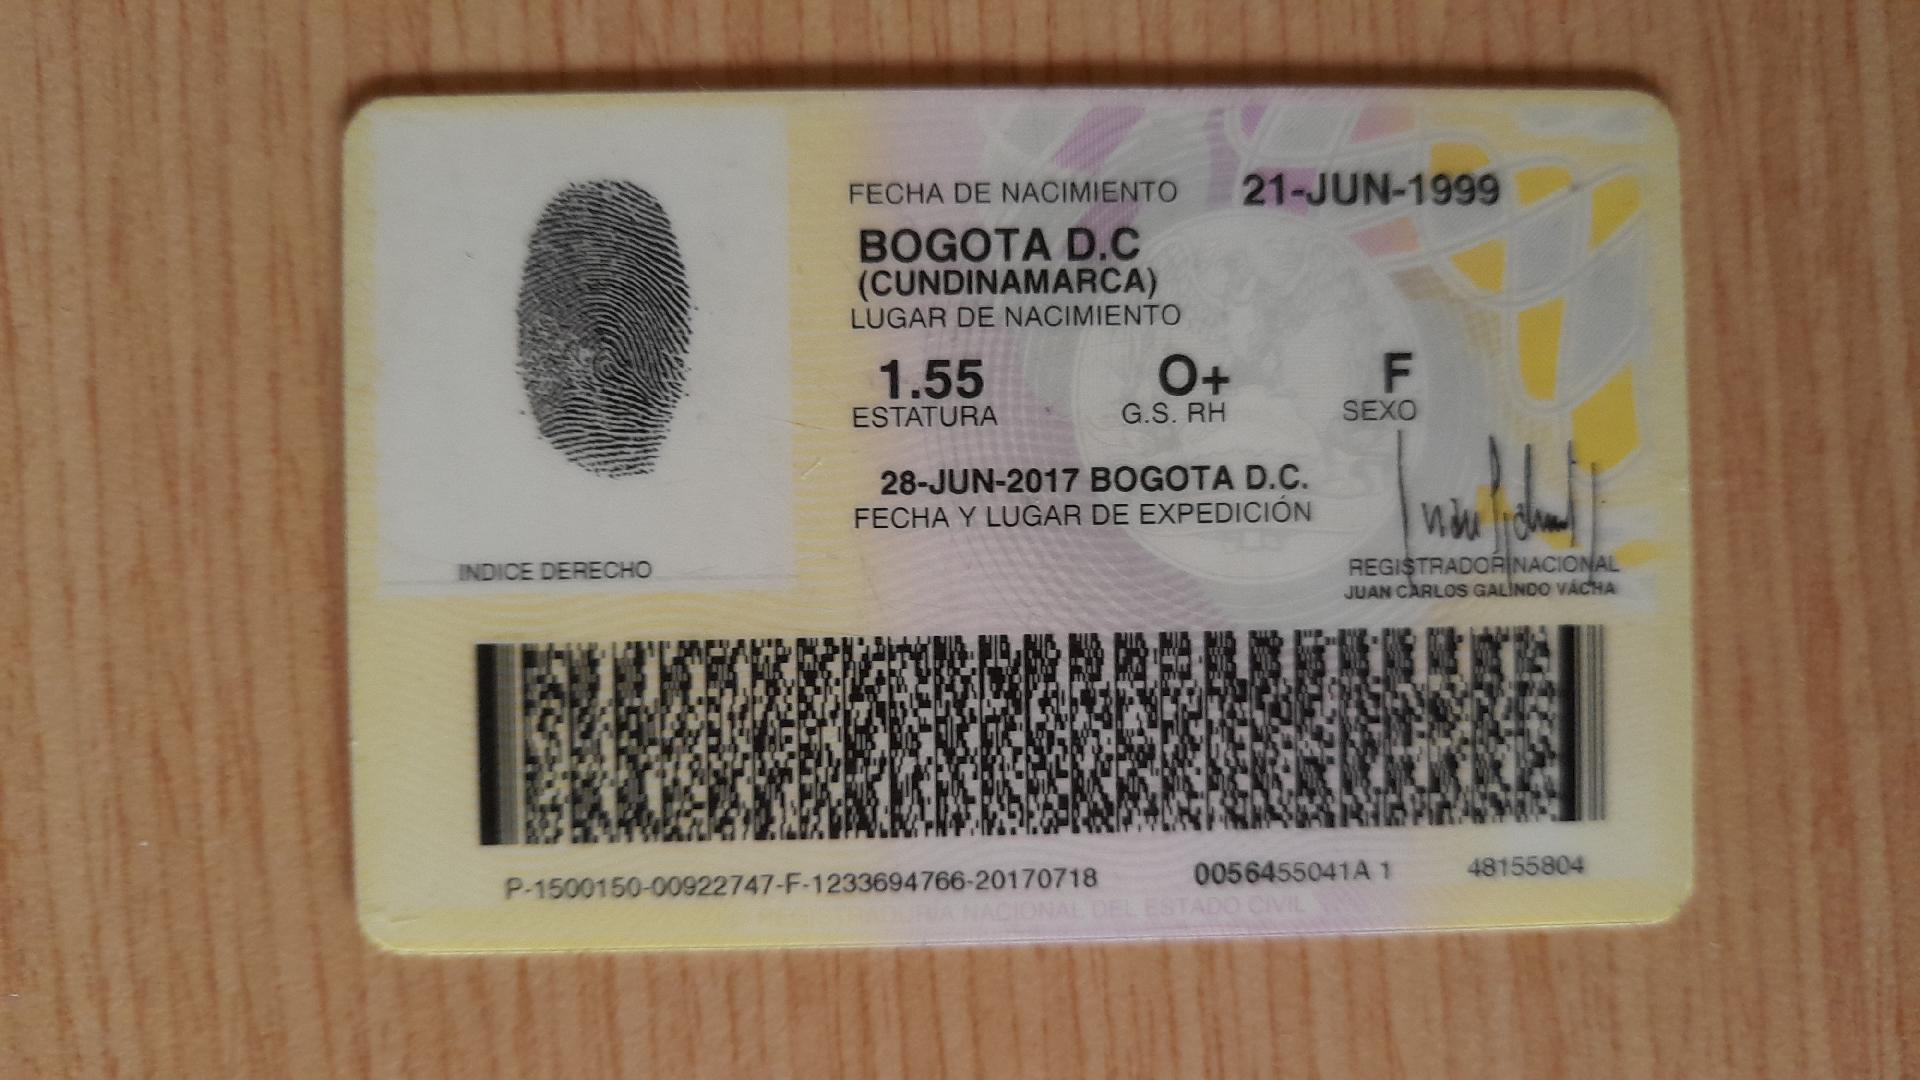 FECHA DE NACIMIENTO 21-JUN-1999
BOGOTA D.C
(CUNDINAMARCA)
LUGAR DE NACIMIENTO
1.55 O+ F
ESTATURA G.S. RH SEXO
28-JUN-2017 BOGOTA D.C.
FECHA Y LUGAR DE EXPEDICIÓN
INDICE DERECHO
REGISTRADOR NACIONAL
JUAN CARLOS GALINDO VÁCHA
P-1500150-00922747-F-1233694766-20170718 0056455041A 1 48155804
REGISTRADURIA NACIONAL DEL ESTADO CIVIL